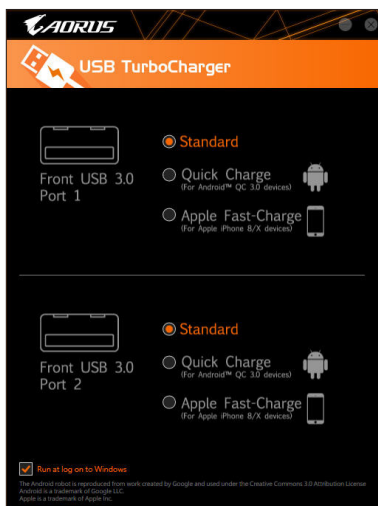 AORUS
USB TurboCharger
Front USB 3.0
Port 1
Standard
Quick Charge
(For Android™ QC 3.0 devices)
Apple Fast-Charge
(For Apple iPhone 8/X devices)
Front USB 3.0
Port 2
Standard
Quick Charge
(For Android™ QC 3.0 devices)
Apple Fast-Charge
(For Apple iPhone 8/X devices)
Run at log on to Windows
The Android robot is reproduced from work created by Google and used under the Creative Commons 3.0 Attribution License
Android is a trademark of Google LLC.
Apple is a trademark of Apple Inc.